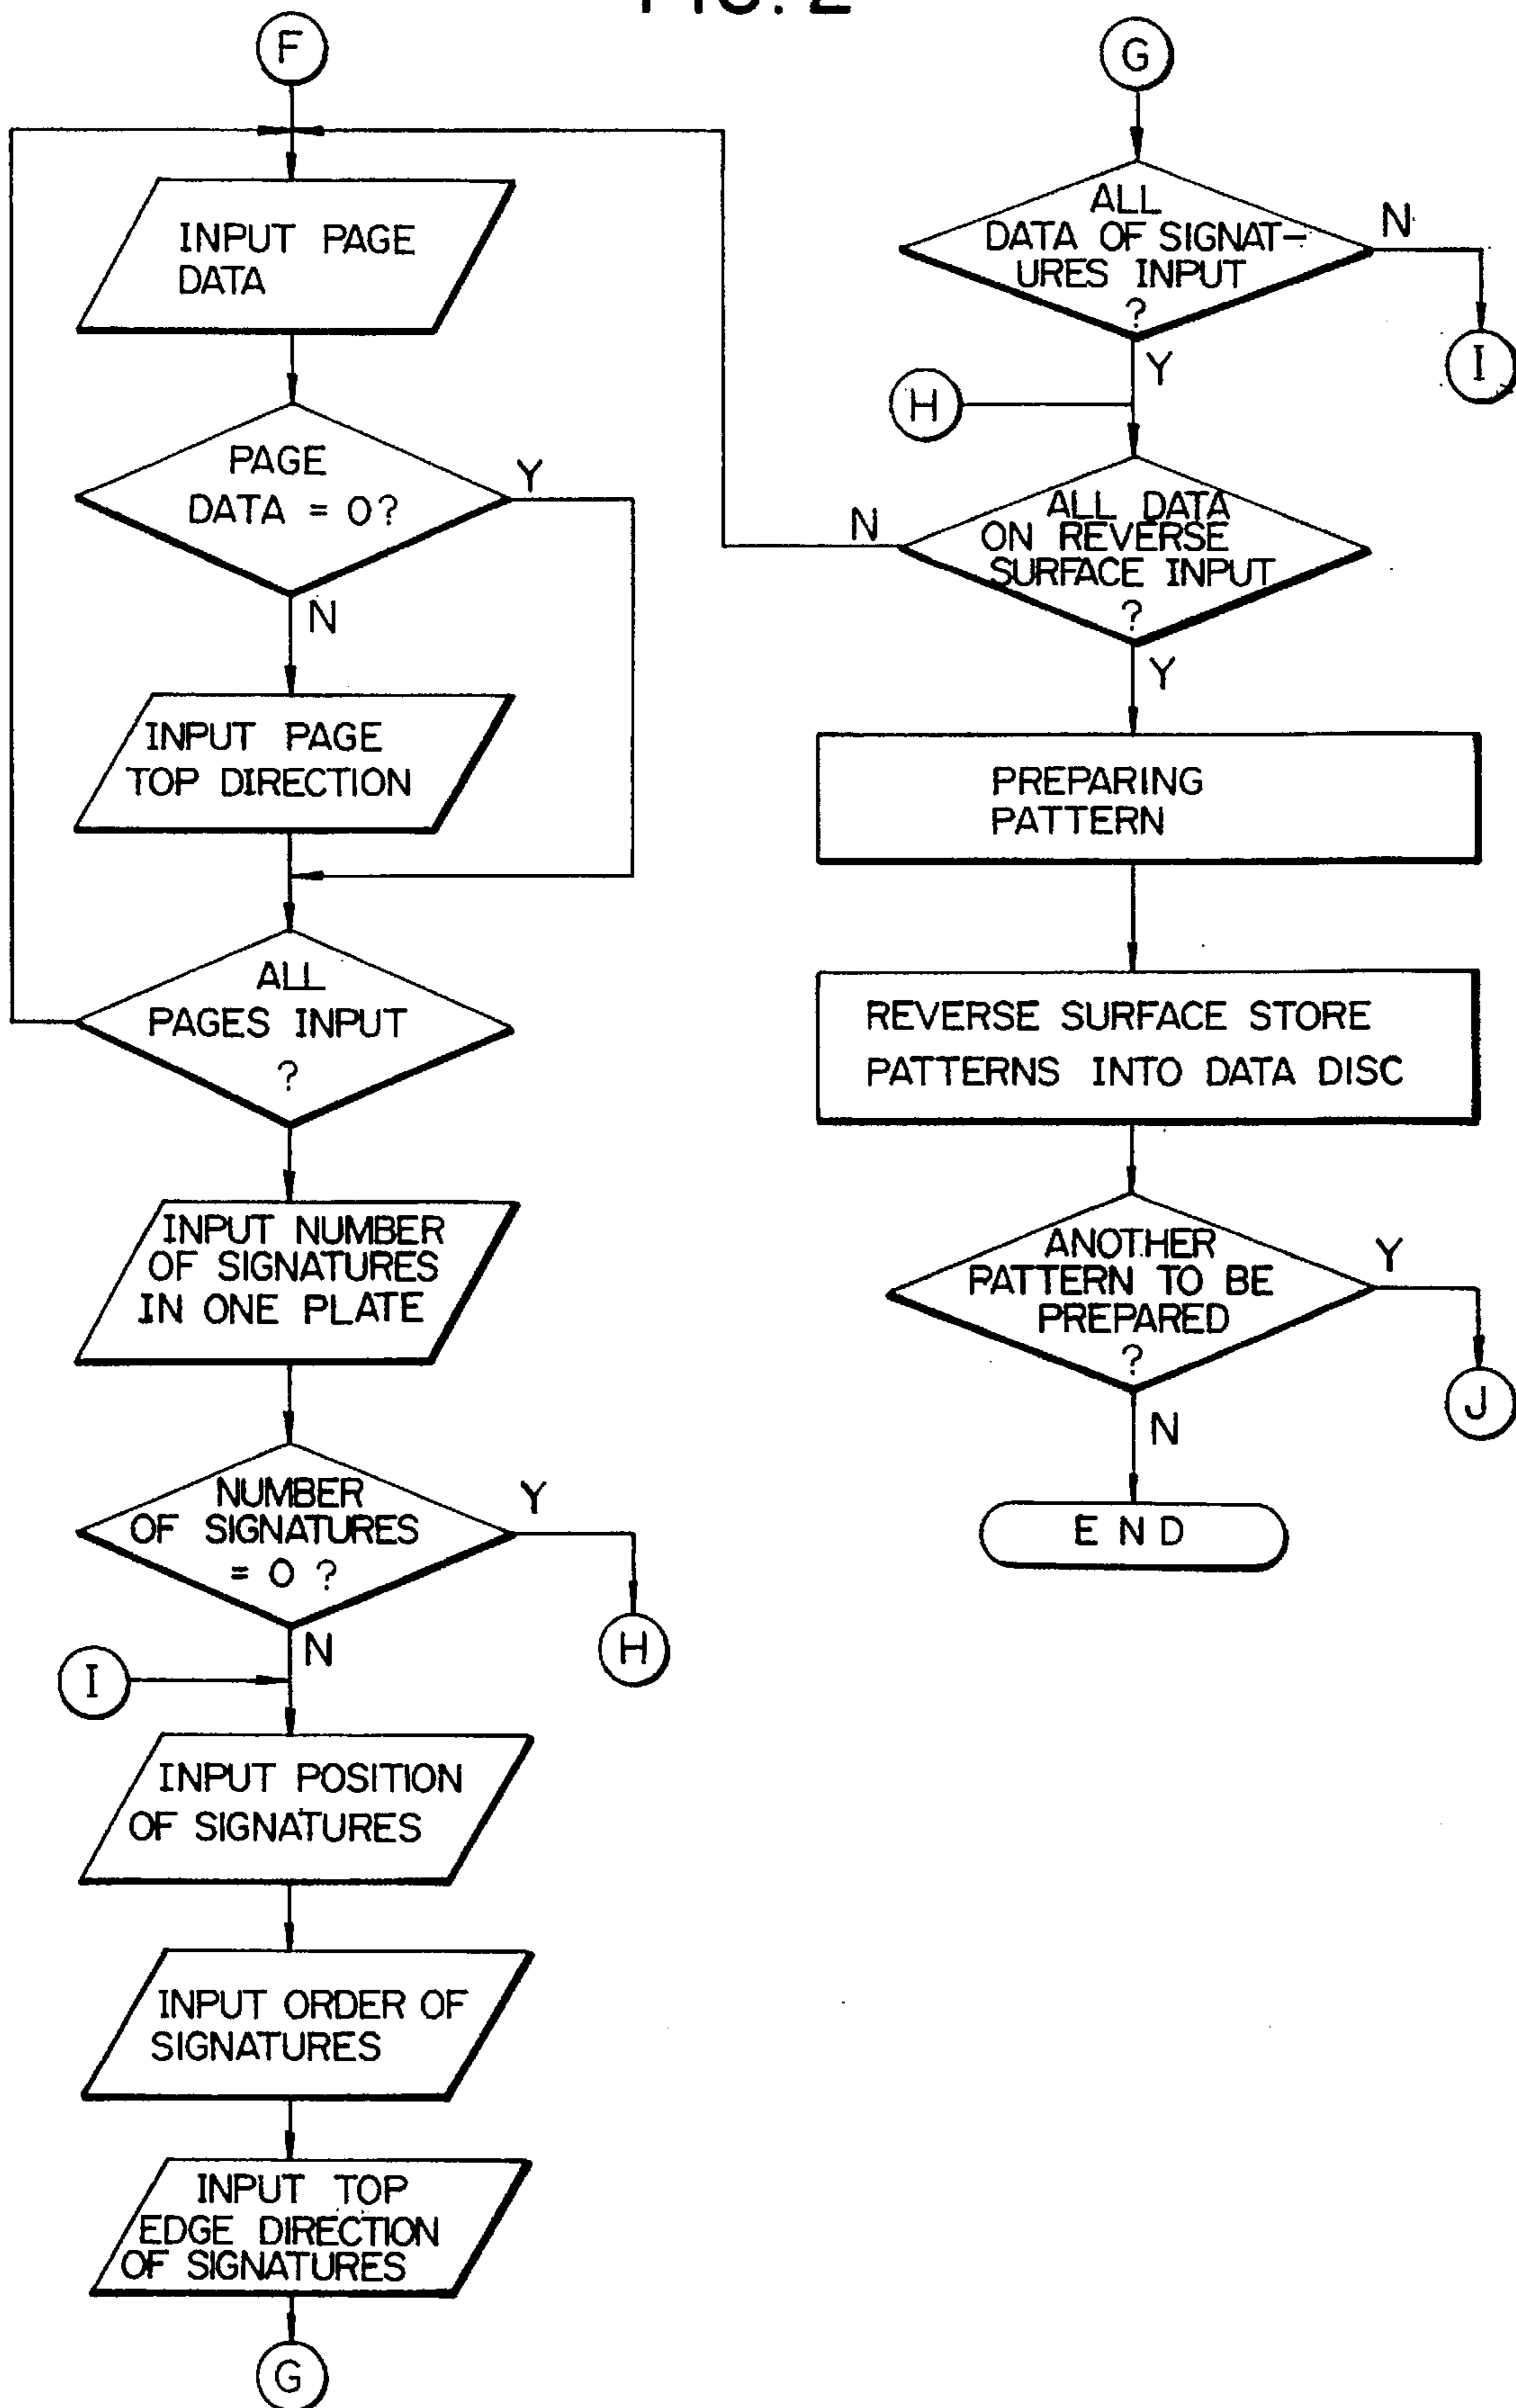 FIG. 2
F
INPUT PAGE
DATA
PAGE
DATA = 0?
Y
N
INPUT PAGE
TOP DIRECTION
ALL
PAGES INPUT
?
INPUT NUMBER
OF SIGNATURES
IN ONE PLATE
NUMBER
OF SIGNATURES
= 0 ?
Y
H
N
I
INPUT POSITION
OF SIGNATURES
INPUT ORDER OF
SIGNATURES
INPUT TOP
EDGE DIRECTION
OF SIGNATURES
G
G
ALL
DATA OF SIGNAT-
URES INPUT
?
N
I
Y
H
ALL DATA
ON REVERSE
SURFACE INPUT
?
N
Y
PREPARING
PATTERN
REVERSE SURFACE STORE
PATTERNS INTO DATA DISC
ANOTHER
PATTERN TO BE
PREPARED
?
Y
J
N
END